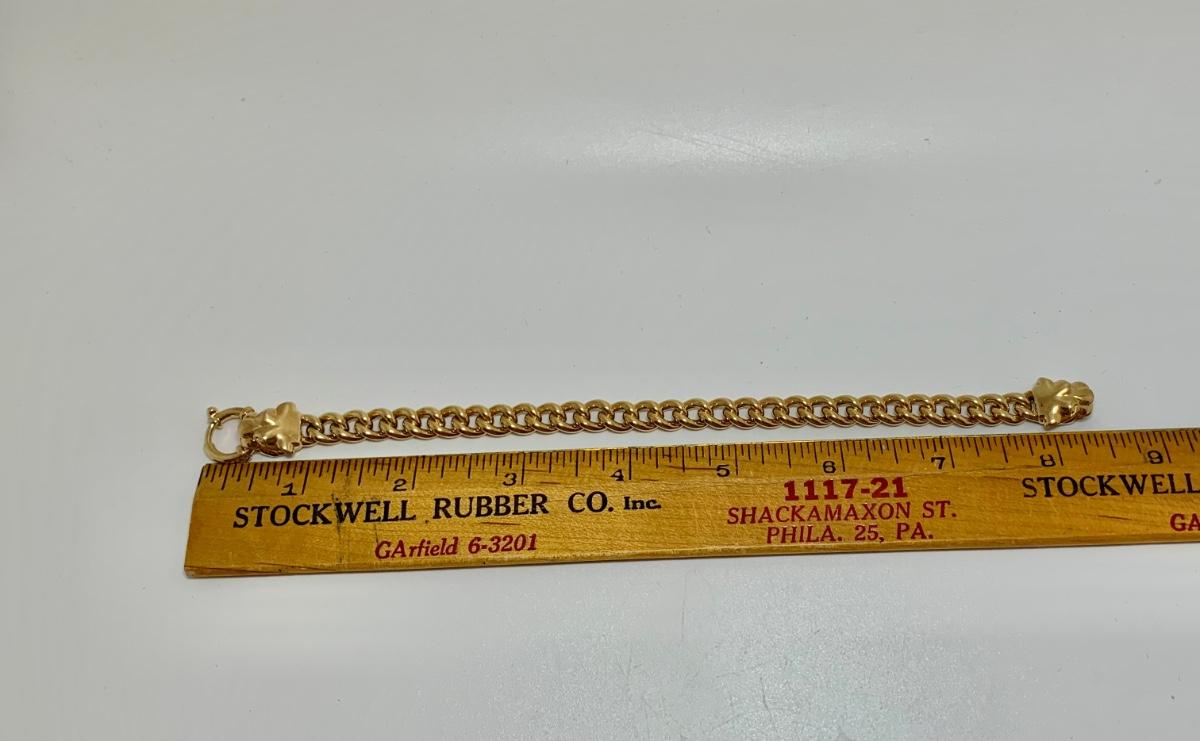 1 2 3 4 5 6 7 8 9
STOCKWELL RUBBER CO. Inc.
GArfield 6-3201
1117-21
SHACKAMAXON ST.
PHILA. 25, PA.
STOCKWELL
GA